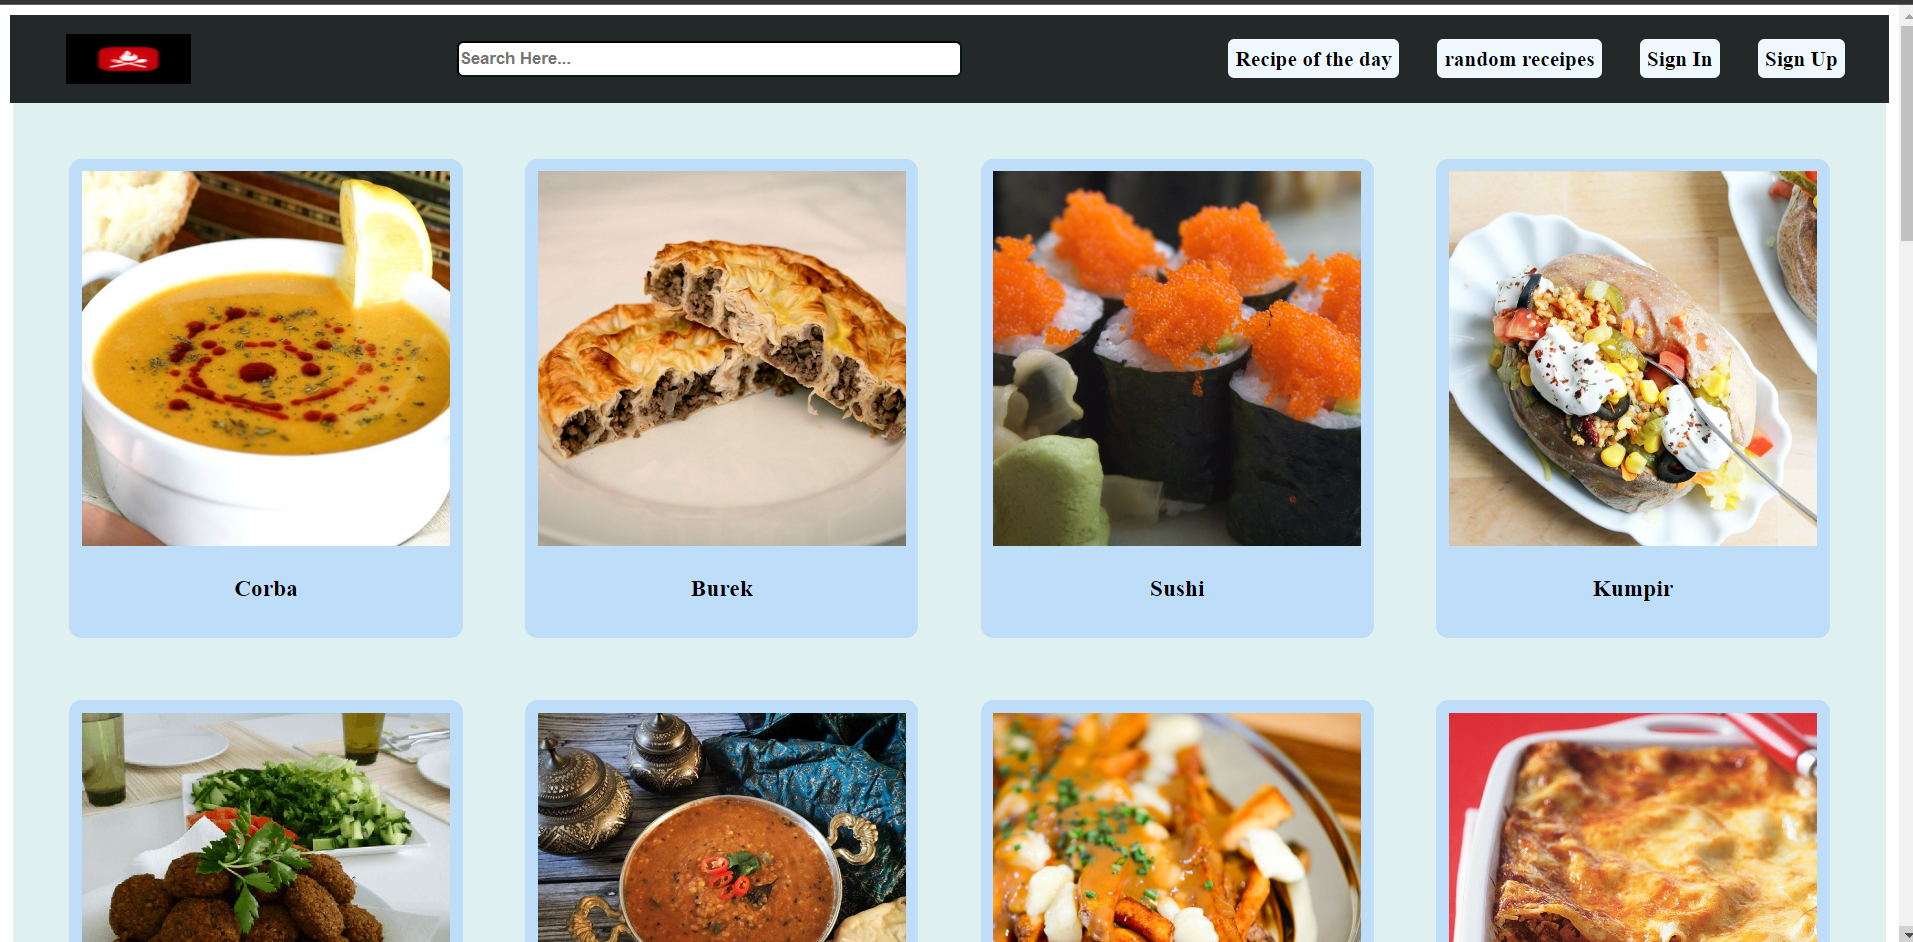 Search Here...
Recipe of the day
random receipes
Sign In
Sign Up
Corba
Burek
Sushi
Kumpir